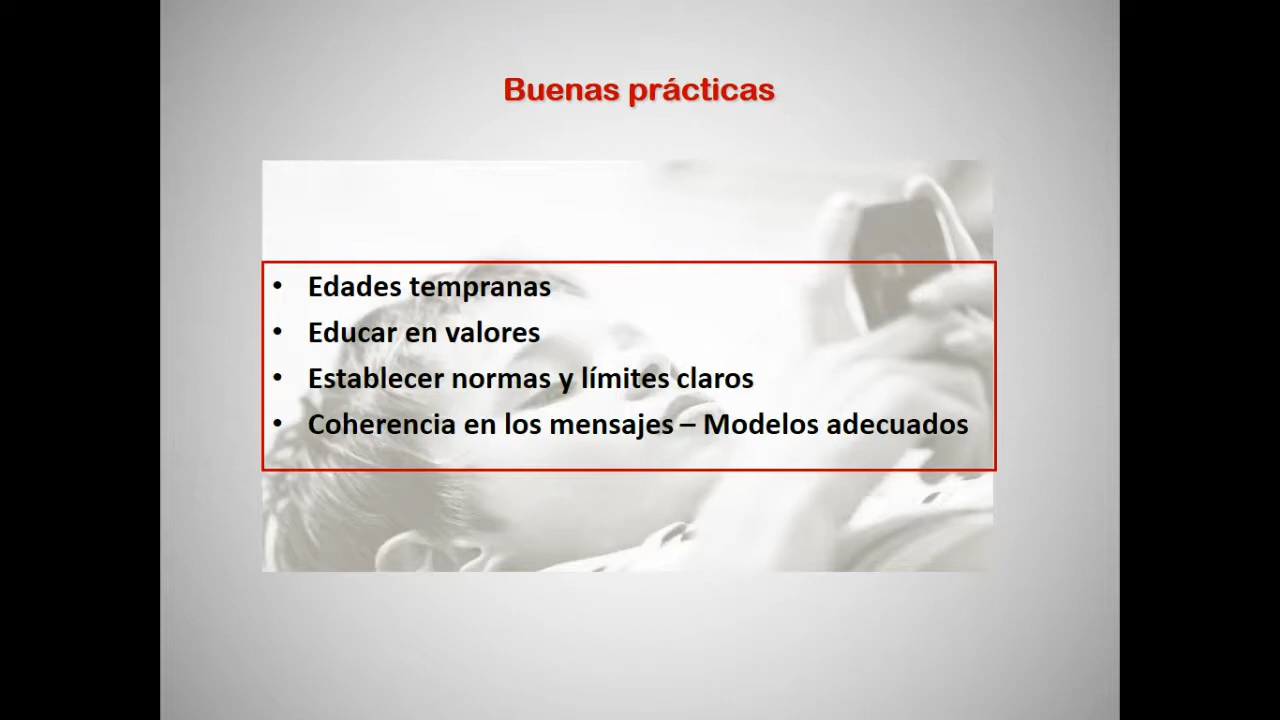 Buenas prácticas
• Edades tempranas
• Educar en valores
• Establecer normas y límites claros
• Coherencia en los mensajes – Modelos adecuados